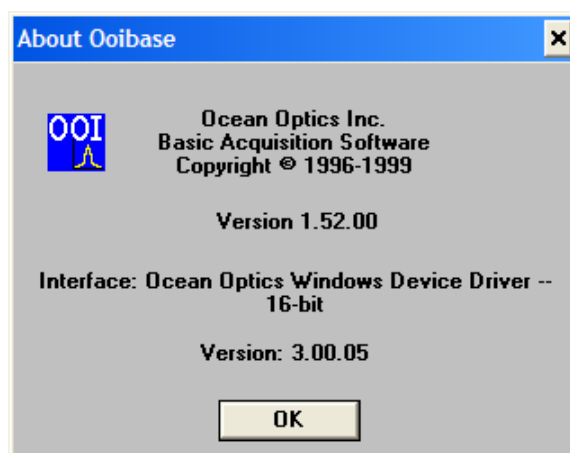 About Ooibase
OOI
Ocean Optics Inc.
Basic Acquisition Software
Copyright © 1996-1999
Version 1.52.00
Interface: Ocean Optics Windows Device Driver --
16-bit
Version: 3.00.05
OK